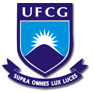 UFCG
SUPRA OMNES LUX LUCES